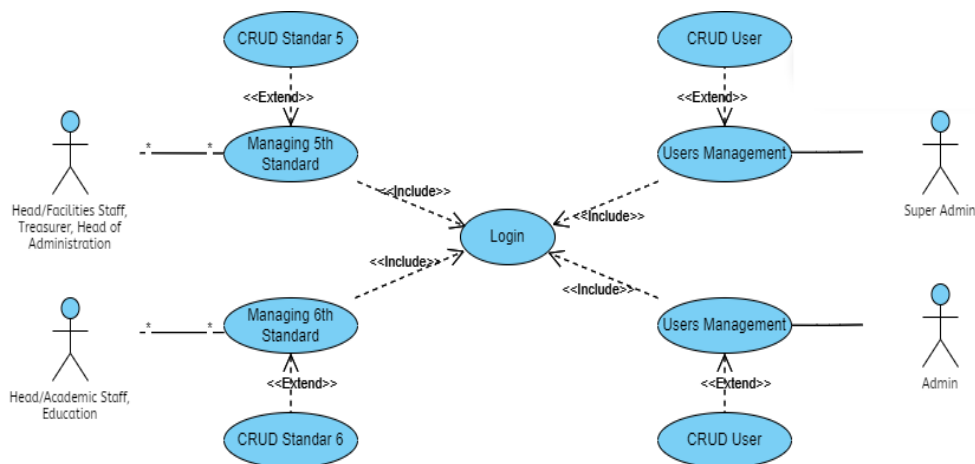 CRUD Standar 5
CRUD User
<<Extend>>
<<Extend>>
*
*
Managing 5th
Standard
Users Management
Head/Facilities Staff,
Treasurer, Head of
Administration
Super Admin
<<Include>>
<<Include>>
Login
<<Include>>
<<Include>>
*
*
Managing 6th
Standard
Users Management
Head/Academic Staff,
Education
Admin
<<Extend>>
<<Extend>>
CRUD Standar 6
CRUD User